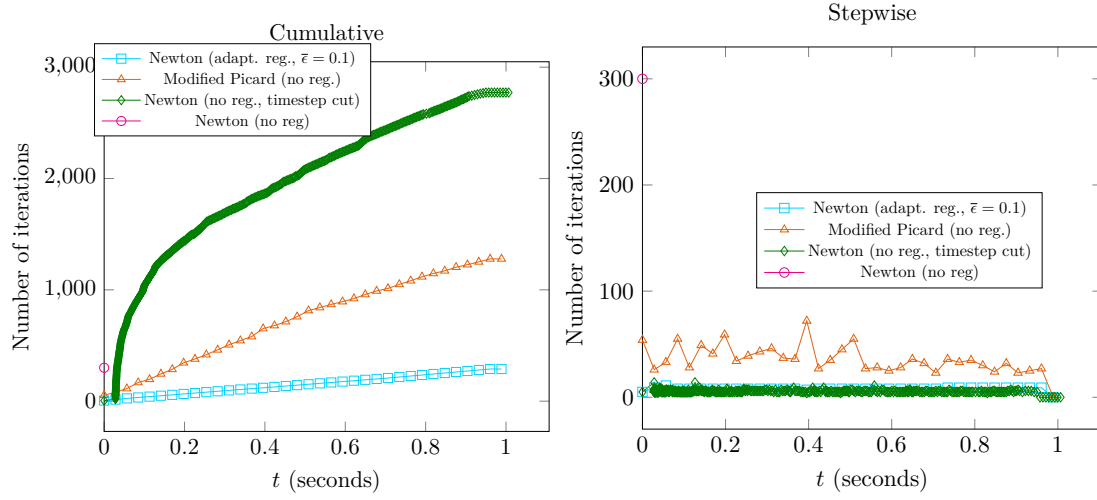 Cumulative
Newton (adapt. reg., ε̄ = 0.1)
Modified Picard (no reg.)
Newton (no reg., timestep cut)
Newton (no reg)
3,000
2,000
1,000
0
Number of iterations
0 0.2 0.4 0.6 0.8 1
t (seconds)
Stepwise
300
200
100
0
Number of iterations
Newton (adapt. reg., ε̄ = 0.1)
Modified Picard (no reg.)
Newton (no reg., timestep cut)
Newton (no reg)
0 0.2 0.4 0.6 0.8 1
t (seconds)